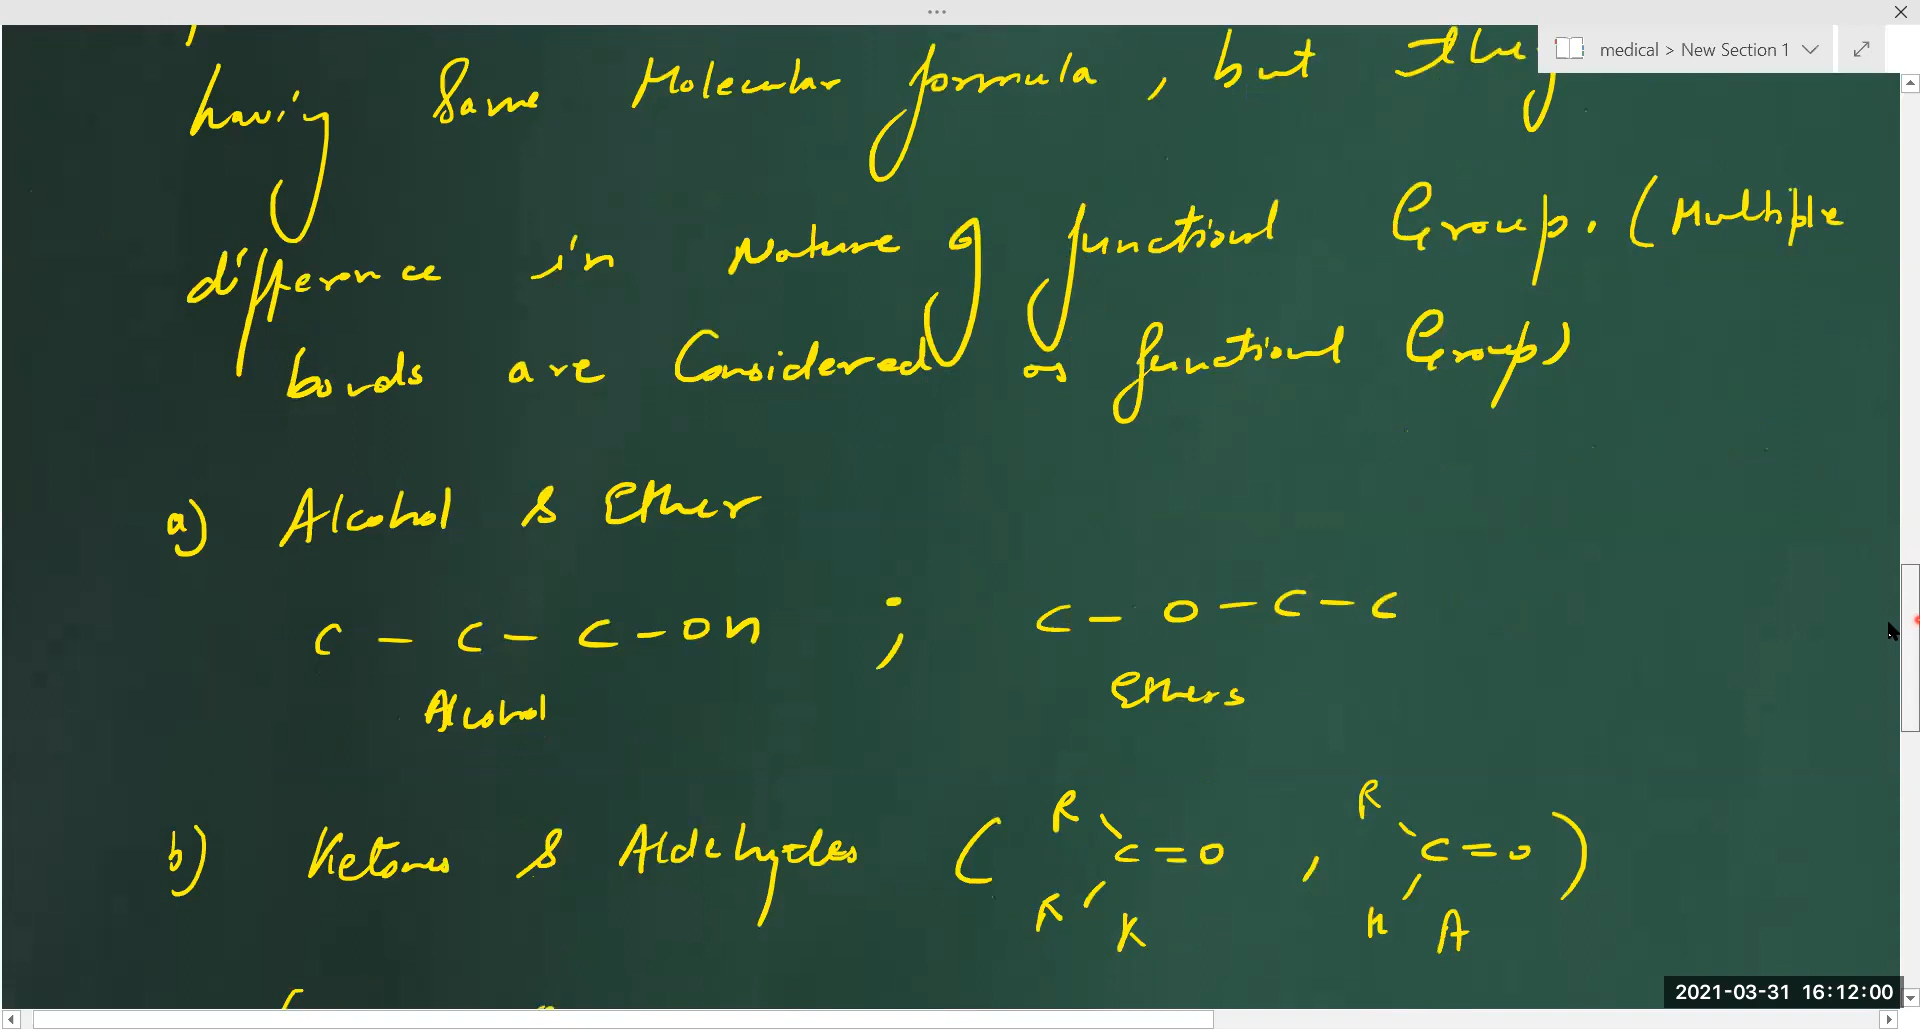 medical > New Section 1
having Same Molecular formula, but they
difference in Nature of functional Group. (Multiple
bonds are Considered as functional Group)
a) Alcohol & Ether
C - C - C - OH ; C - O - C - C
Alcohol Ethers
b) Ketones & Aldehydes ( R C = O , R C = O )
R K H A
2021-03-31 16:12:00